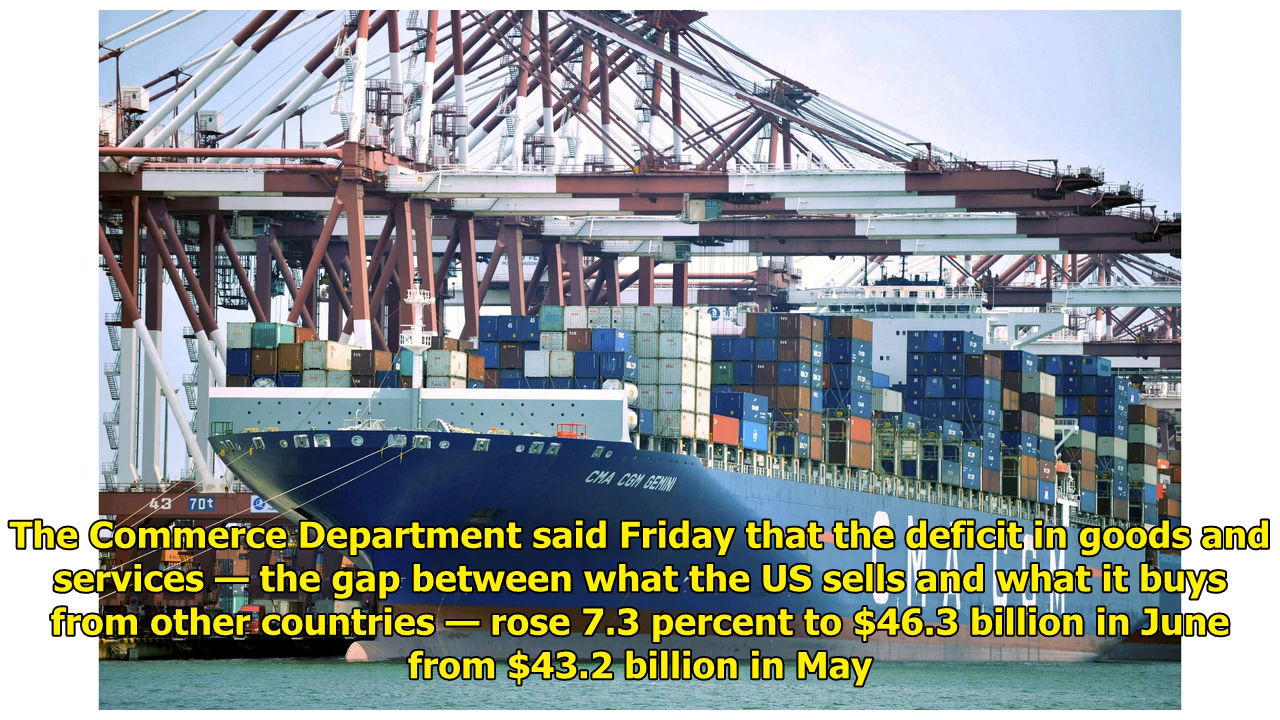 CMA CGM GEMINI
43 70t
CMA CGM
The Commerce Department said Friday that the deficit in goods and
services — the gap between what the US sells and what it buys
from other countries — rose 7.3 percent to $46.3 billion in June
from $43.2 billion in May